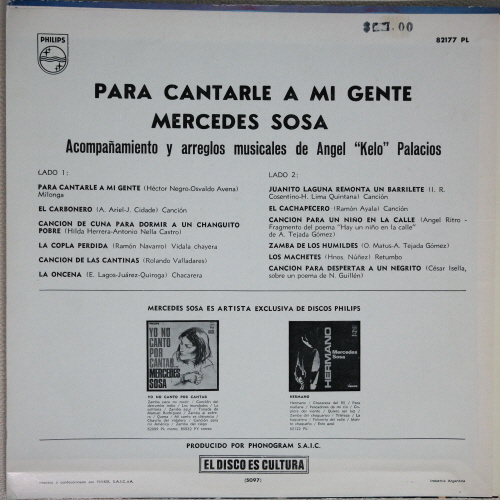 PHILIPS
82177 PL
PARA CANTARLE A MI GENTE
MERCEDES SOSA
Acompañamiento y arreglos musicales de Angel "Kelo" Palacios
LADO 1:
PARA CANTARLE A MI GENTE (Héctor Negro-Osvaldo Avena)
Milonga
EL CARBONERO (A. Ariel-J. Cidade) Canción
CANCION DE CUNA PARA DORMIR A UN CHANGUITO
POBRE (Hilda Herrera-Antonio Nella Castro)
LA COPLA PERDIDA (Ramón Navarro) Vidala chayera
CANCION DE LAS CANTINAS (Rolando Valladares)
LA ONCENA (E. Lagos-Juárez-Quiroga) Chacarera
LADO 2:
JUANITO LAGUNA REMONTA UN BARRILETE (I. R.
Cosentino-H. Lima Quintana) Canción
EL CACHAPECERO (Ramón Ayala) Canción
CANCION PARA UN NIÑO EN LA CALLE (Angel Ritro -
Fragmento del poema "Hay un niño en la calle"
de A. Tejada Gómez)
ZAMBA DE LOS HUMILDES (O. Matus-A. Tejada Gómez)
LOS MACHETES (Hnos. Núñez) Retumbo
CANCION PARA DESPERTAR A UN NEGRITO (César Isella,
sobre un poema de N. Guillén)
MERCEDES SOSA ES ARTISTA EXCLUSIVA DE DISCOS PHILIPS
YO NO
CANTO
POR
CANTAR
MERCEDES
SOSA
HERMANO
Mercedes
Sosa
YO NO CANTO POR CANTAR
HERMANO
PRODUCIDO POR PHONOGRAM S.A.I.C.
EL DISCO ES CULTURA
(5097)
Industria Argentina